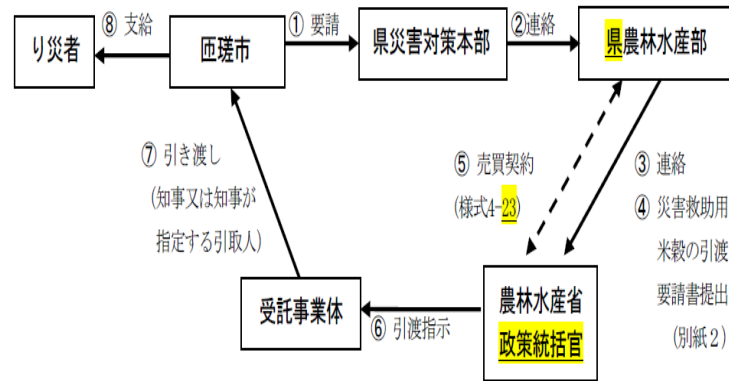 ⑧ 支給
① 要請
②連絡
り災者
匝瑳市
県災害対策本部
県農林水産部
⑦ 引き渡し
(知事又は知事が
指定する引取人)
⑤ 売買契約
(様式4-23)
③ 連絡
④ 災害救助用
米穀の引渡
要請書提出
(別紙２)
受託事業体
⑥ 引渡指示
農林水産省
政策統括官